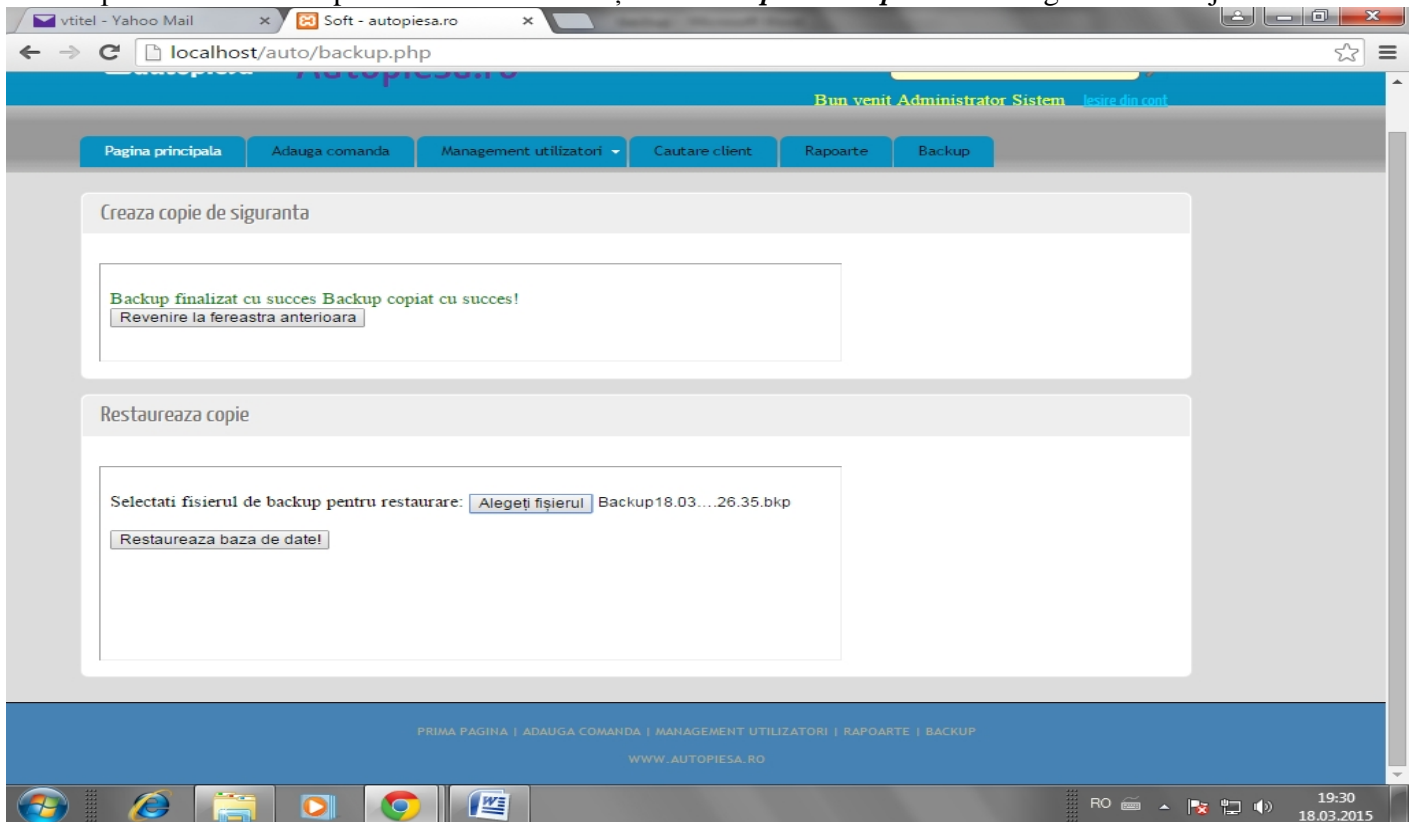 vtitel - Yahoo Mail
Soft - autopiesa.ro
localhost/auto/backup.php
Bun venit Administrator Sistem Iesire din cont
Pagina principala Adauga comanda Management utilizatori Cautare client Rapoarte Backup
Creaza copie de siguranta
Backup finalizat cu succes Backup copiat cu succes!
Revenire la fereastra anterioara
Restaureaza copie
Selectati fisierul de backup pentru restaurare: Alegeți fișierul Backup18.03....26.35.bkp
Restaureaza baza de date!
PRIMA PAGINA | ADAUGA COMANDA | MANAGEMENT UTILIZATORI | RAPOARTE | BACKUP
WWW.AUTOPIESA.RO
RO
19:30
18.03.2015